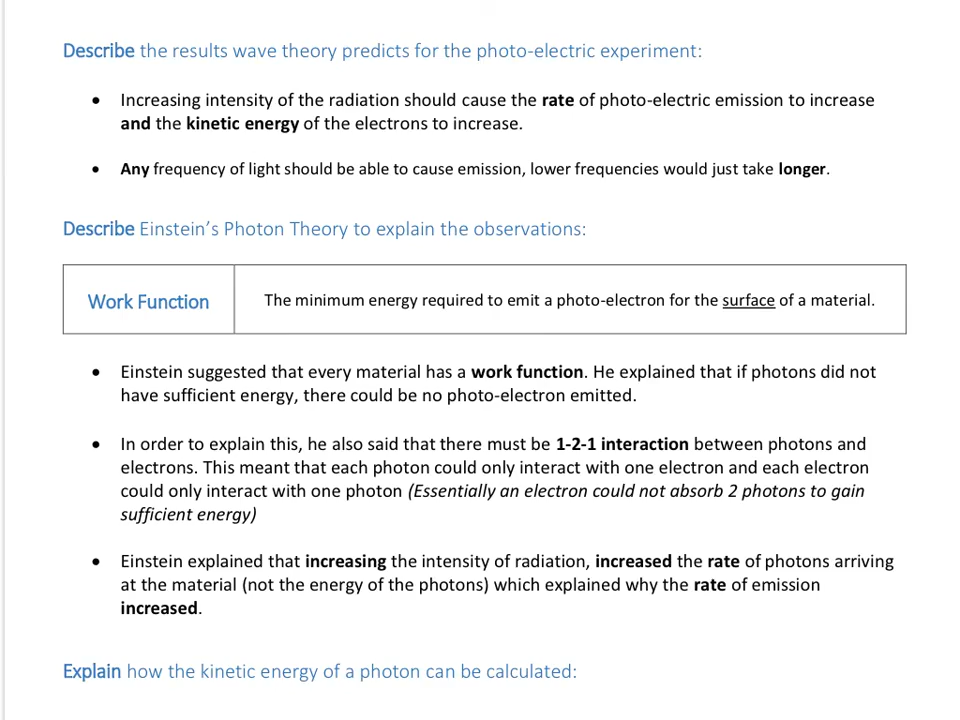 Describe the results wave theory predicts for the photo-electric experiment:
• Increasing intensity of the radiation should cause the rate of photo-electric emission to increase
and the kinetic energy of the electrons to increase.
• Any frequency of light should be able to cause emission, lower frequencies would just take longer.
Describe Einstein's Photon Theory to explain the observations:
Work Function
The minimum energy required to emit a photo-electron for the surface of a material.
• Einstein suggested that every material has a work function. He explained that if photons did not
have sufficient energy, there could be no photo-electron emitted.
• In order to explain this, he also said that there must be 1-2-1 interaction between photons and
electrons. This meant that each photon could only interact with one electron and each electron
could only interact with one photon (Essentially an electron could not absorb 2 photons to gain
sufficient energy)
• Einstein explained that increasing the intensity of radiation, increased the rate of photons arriving
at the material (not the energy of the photons) which explained why the rate of emission
increased.
Explain how the kinetic energy of a photon can be calculated: